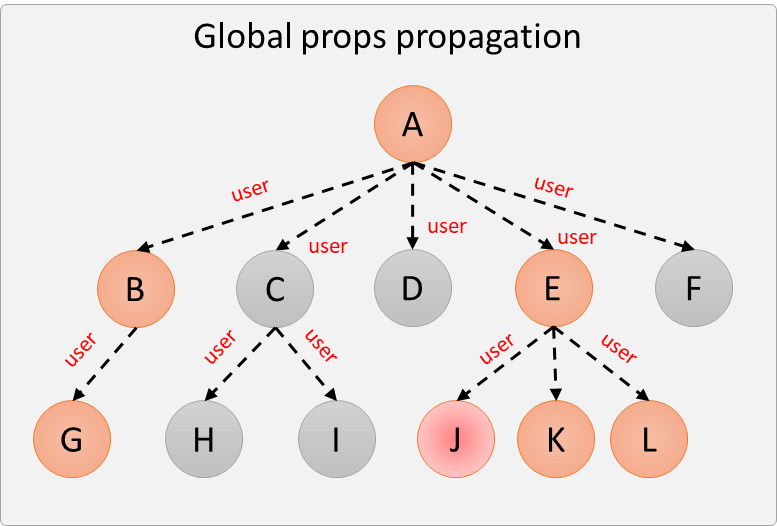 Global props propagation
A
user
user
user
user
user
B
C
D
E
F
user
user
user
user
user
G
H
I
J
K
L